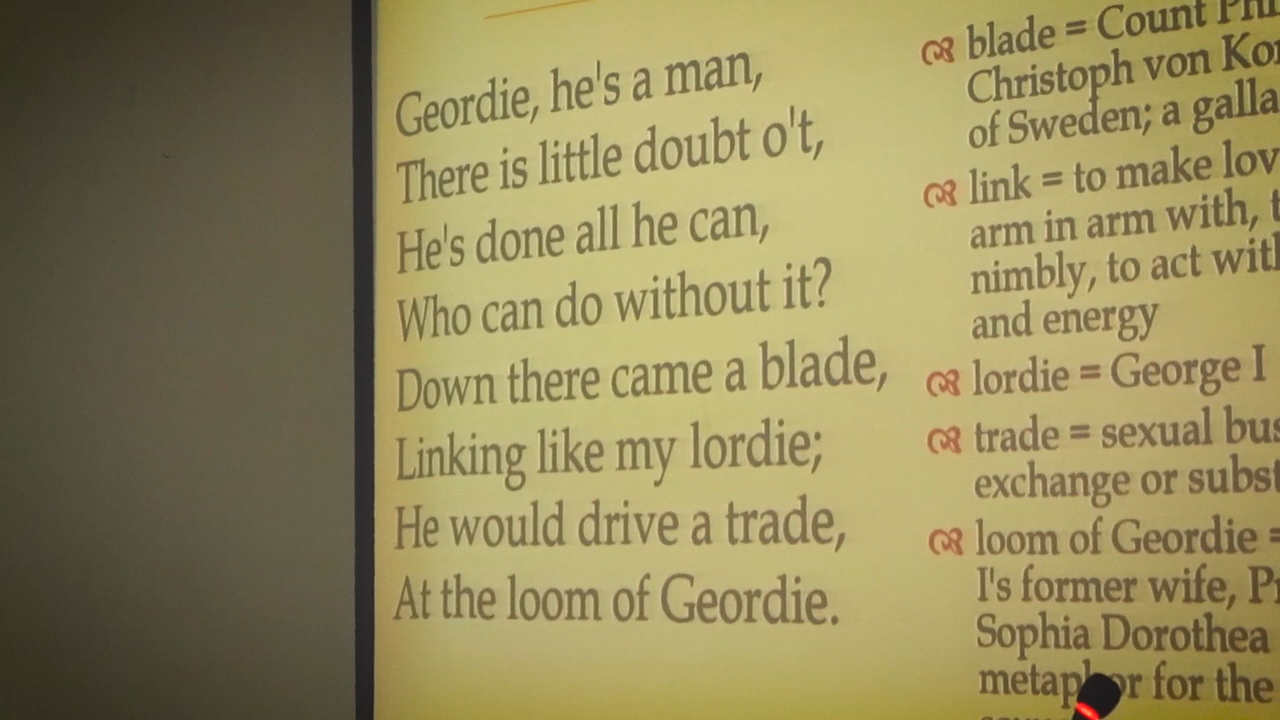 Geordie, he's a man,
There is little doubt o't,
He's done all he can,
Who can do without it?
Down there came a blade,
Linking like my lordie;
He would drive a trade,
At the loom of Geordie.
blade = Count
Christoph von
of Sweden; a
link = to make
arm in arm with,
nimbly, to act
and energy
lordie = George I
trade = sexual
exchange or
loom of Geordie =
I's former wife,
Sophia Dorothea
for the